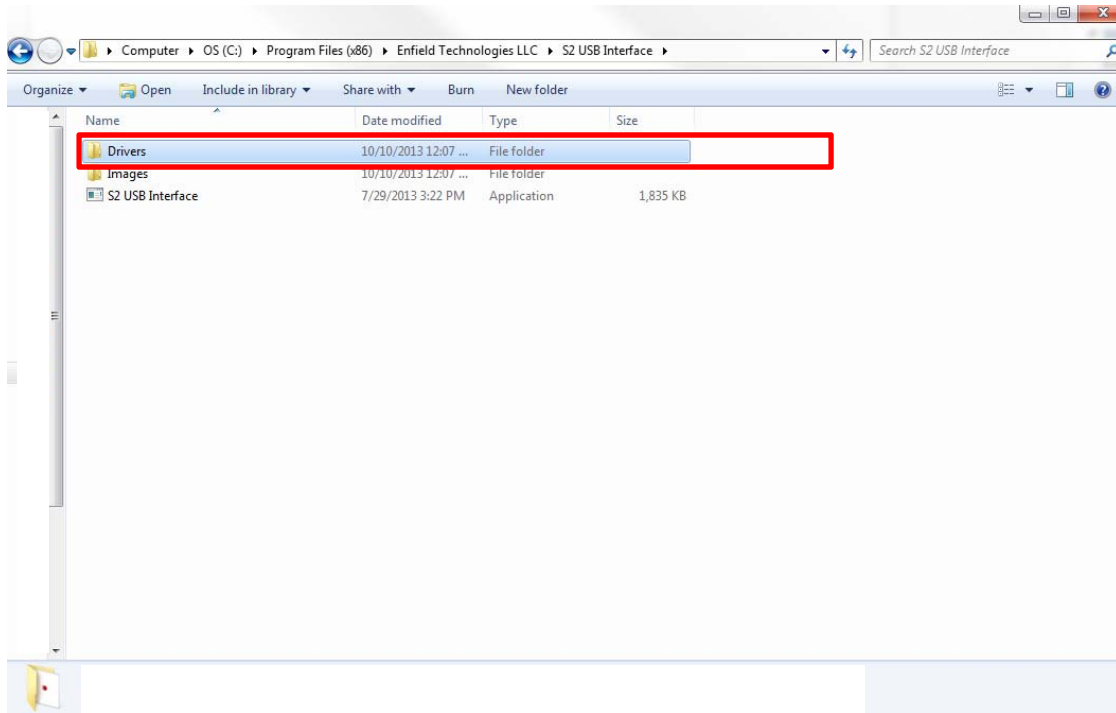 Computer OS (C:) Program Files (x86) Enfield Technologies LLC S2 USB Interface Search S2 USB Interface
Organize Open Include in library Share with Burn New folder
Name Date modified Type Size
Drivers 10/10/2013 12:07 ... File folder
Images 10/10/2013 12:07 ... File folder
S2 USB Interface 7/29/2013 3:22 PM Application 1,835 KB